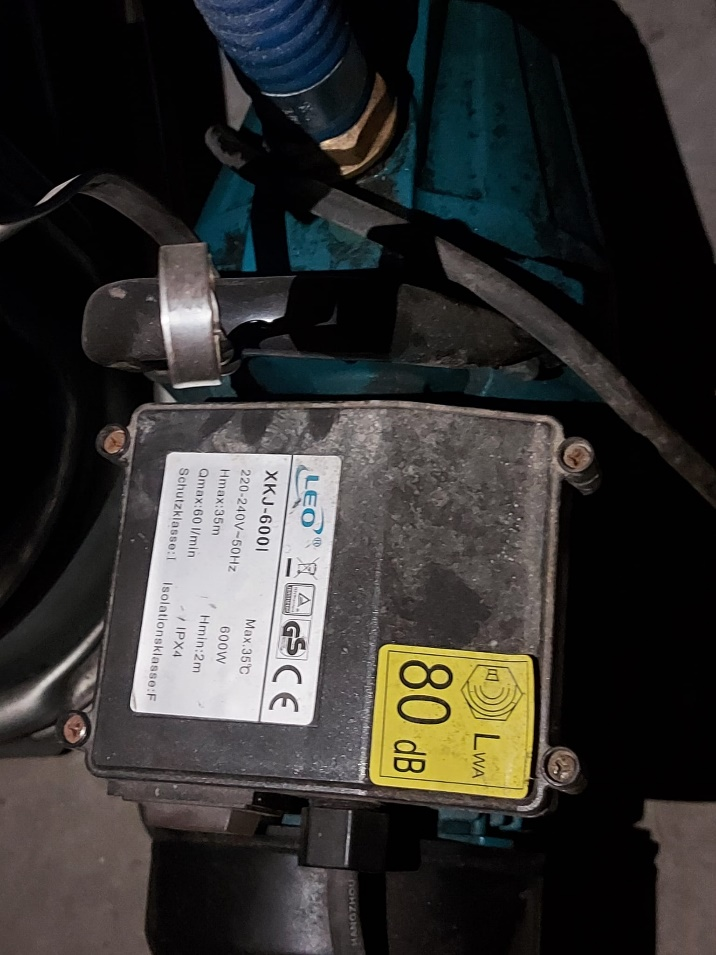 LEO®
GS CE
XKJ-600I
Max.35℃
220-240V~50Hz 600W
Hmax:35m Hmin:2m
Qmax:60l/min IPX4
Schutzklasse:I Isolationsklasse:F
LWA
80 dB